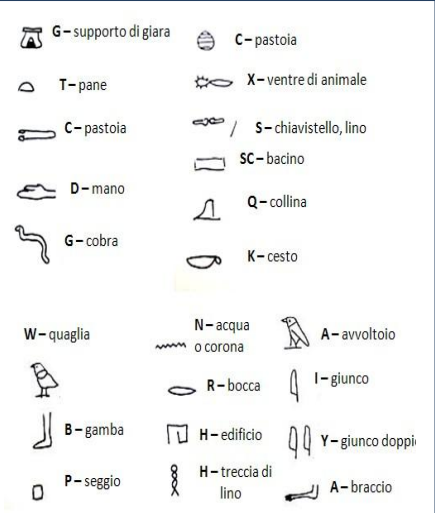 G – supporto di giara
C – pastoia
T – pane
X – ventre di animale
C – pastoia
S – chiavistello, lino
SC – bacino
D – mano
Q – collina
G – cobra
K – cesto
W – quaglia
N – acqua
o corona
A – avvoltoio
R – bocca
I – giunco
B – gamba
H – edificio
Y – giunco doppi
P – seggio
H – treccia di
lino
A – braccio